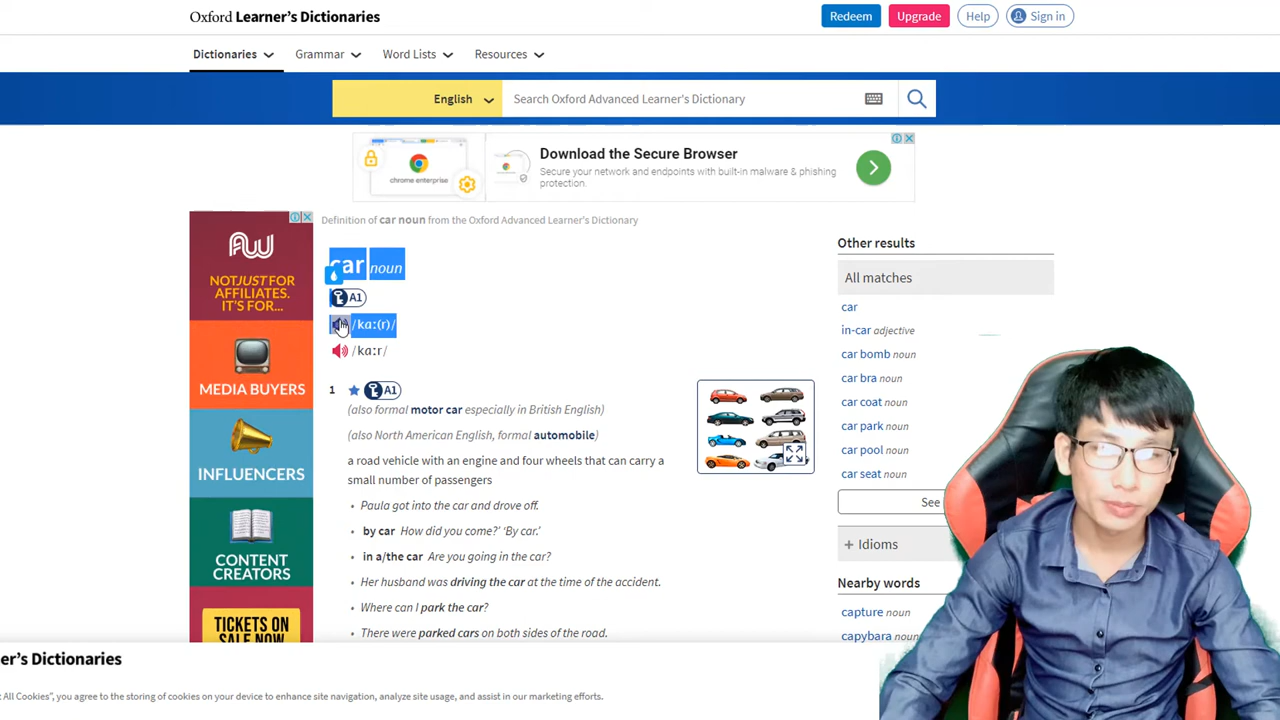 Oxford Learner's Dictionaries
Redeem
Upgrade
Help
Sign in
Dictionaries
Grammar
Word Lists
Resources
English
Search Oxford Advanced Learner's Dictionary
chrome enterprise
Download the Secure Browser
Secure your network and endpoints with built-in malware & phishing
protection.
Definition of car noun from the Oxford Advanced Learner's Dictionary
car noun
A1
/kɑː(r)/
/kɑːr/
1 A1
(also formal motor car especially in British English)
(also North American English, formal automobile)
a road vehicle with an engine and four wheels that can carry a
small number of passengers
• Paula got into the car and drove off.
• by car How did you come?' 'By car.'
• in a/the car Are you going in the car?
• Her husband was driving the car at the time of the accident.
• Where can I park the car?
• There were parked cars on both sides of the road.
NOT JUST FOR
AFFILIATES.
IT'S FOR...
MEDIA BUYERS
INFLUENCERS
CONTENT
CREATORS
TICKETS ON
SALE NOW
Other results
All matches
car
in-car adjective
car bomb noun
car bra noun
car coat noun
car park noun
car pool noun
car seat noun
See
+ Idioms
Nearby words
capture noun
capybara noun
er's Dictionaries
t All Cookies", you agree to the storing of cookies on your device to enhance site navigation, analyze site usage, and assist in our marketing efforts.